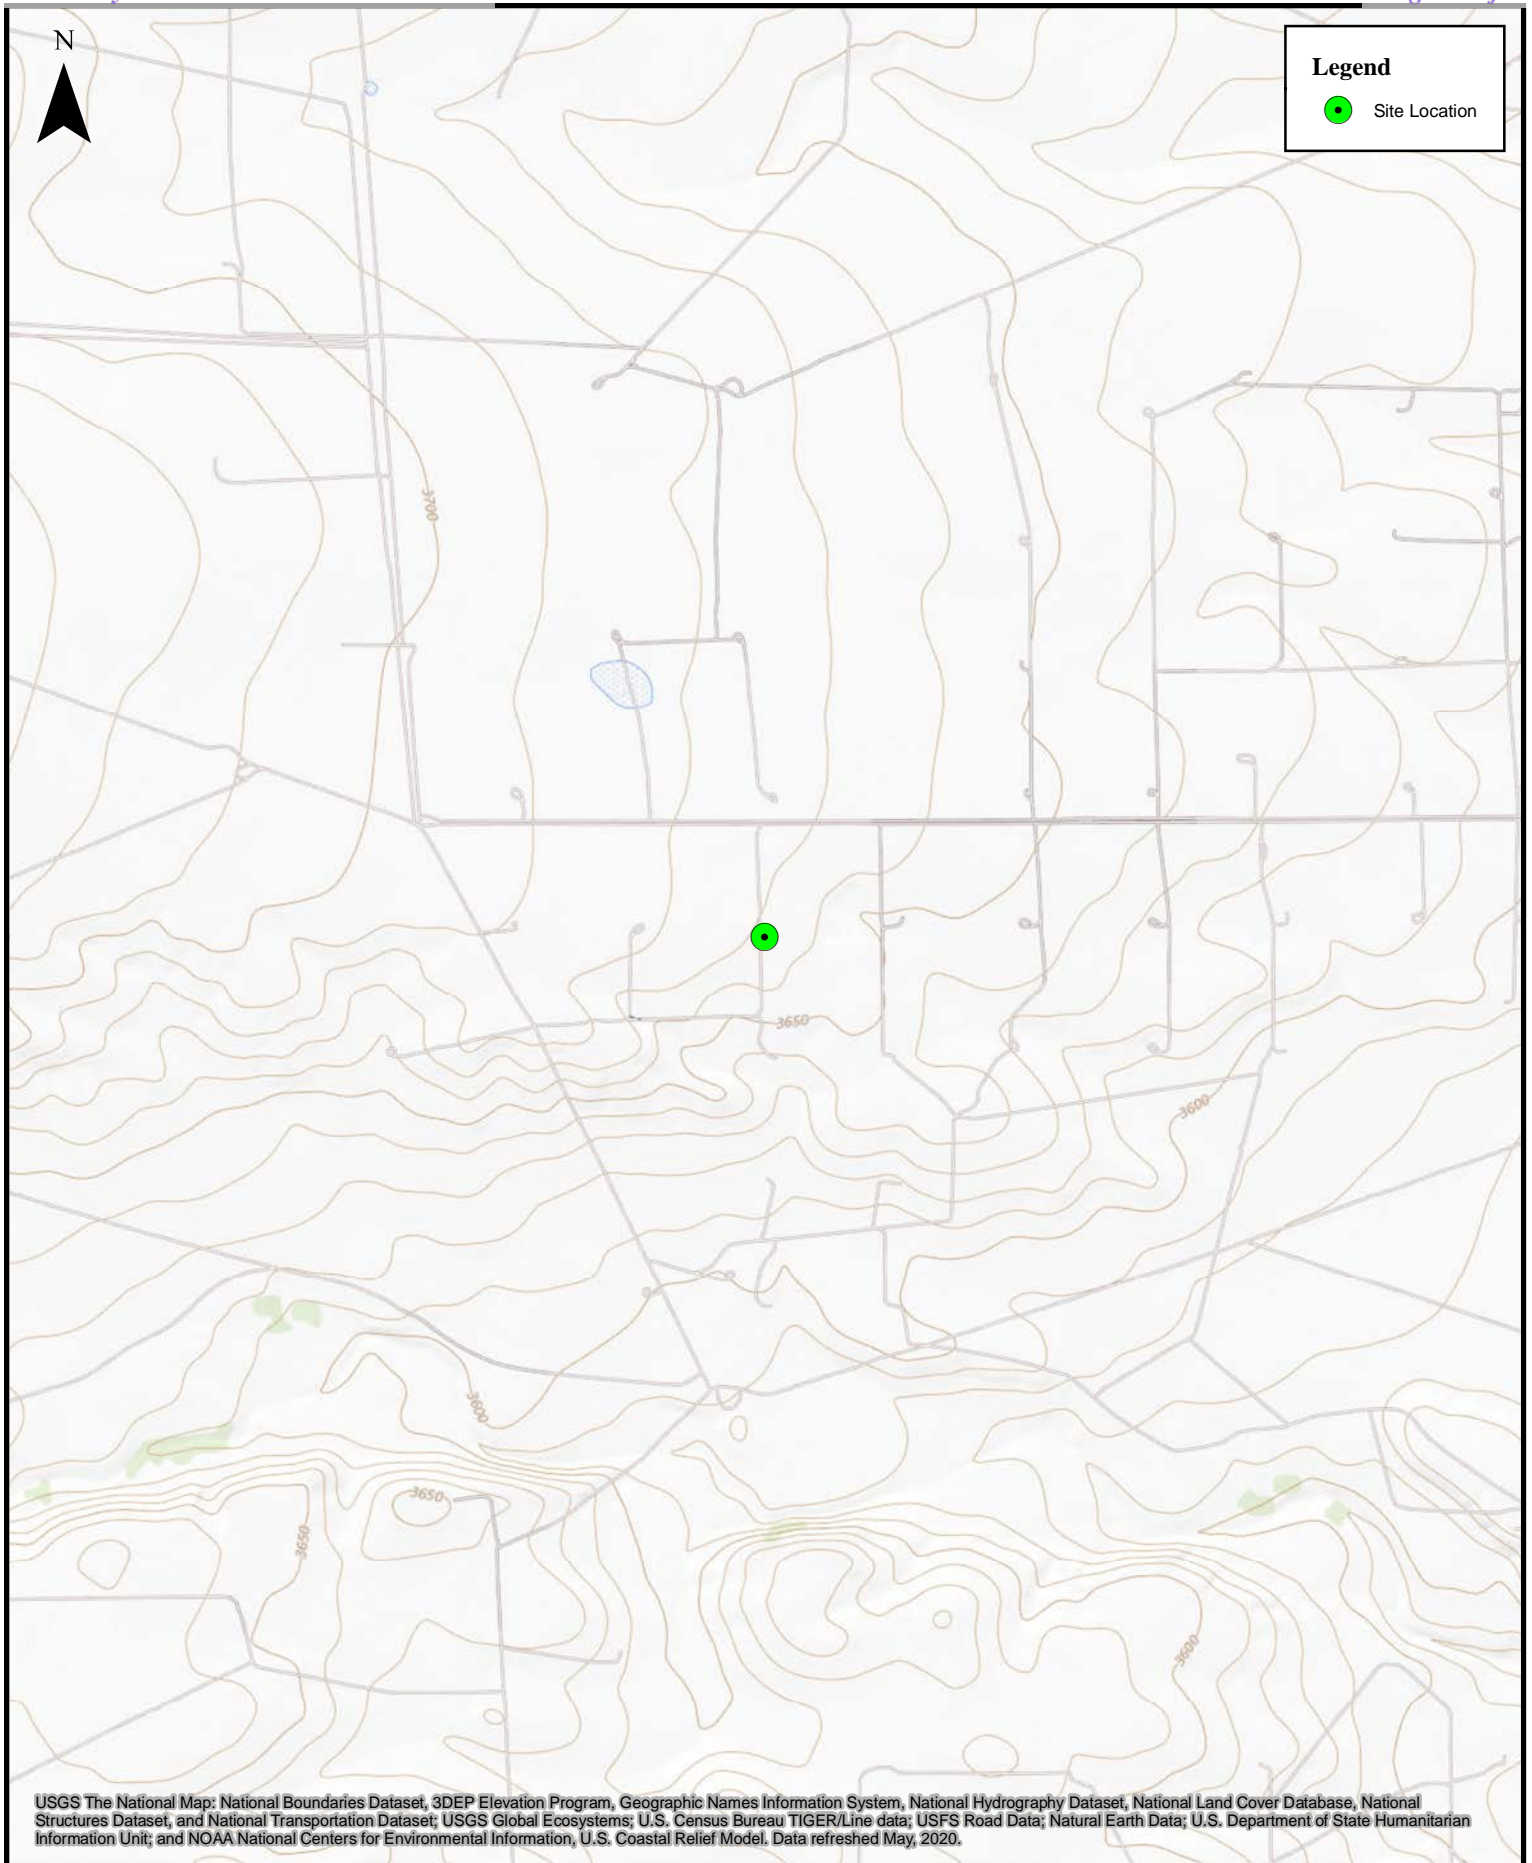 N
Legend
Site Location
3700
3650
3600
3600
3650
3650
3600
USGS The National Map: National Boundaries Dataset, 3DEP Elevation Program, Geographic Names Information System, National Hydrography Dataset, National Land Cover Database, National
Structures Dataset, and National Transportation Dataset; USGS Global Ecosystems; U.S. Census Bureau TIGER/Line data; USFS Road Data; Natural Earth Data; U.S. Department of State Humanitarian
Information Unit; and NOAA National Centers for Environmental Information, U.S. Coastal Relief Model. Data refreshed May, 2020.